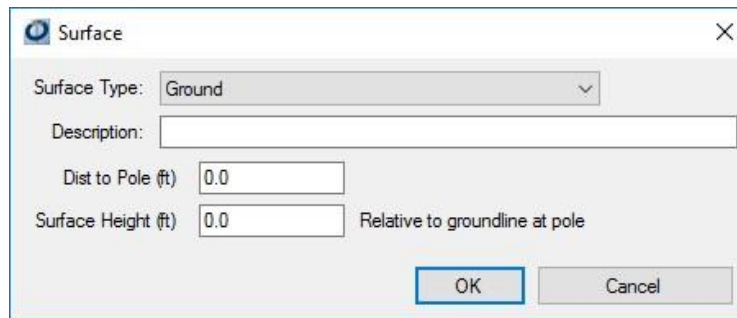 Surface
Surface Type: Ground
Description:
Dist to Pole (ft) 0.0
Surface Height (ft) 0.0 Relative to groundline at pole
OK Cancel